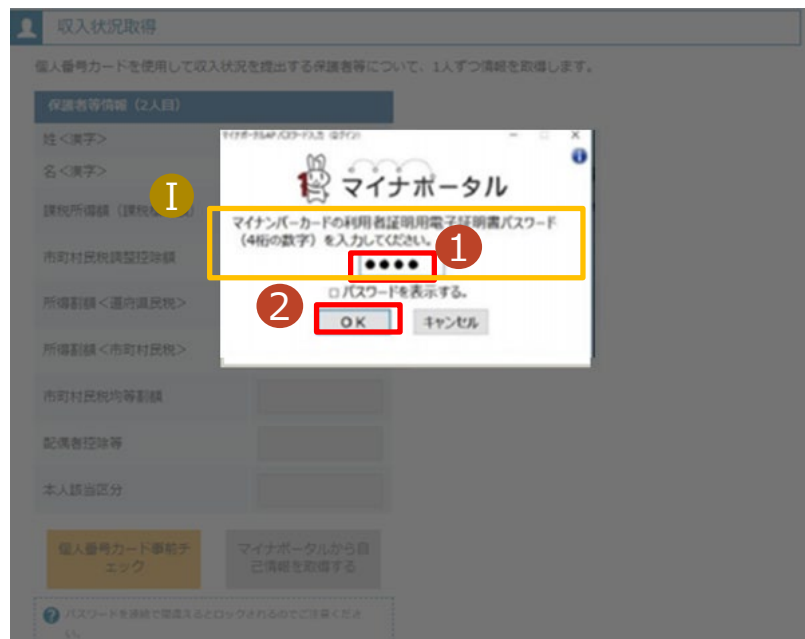 収入状況取得
個人番号カードを使用して収入状況を提出する保護者等について、1人ずつ情報を取得します。
保護者等情報（2人目）
姓<漢字>
名<漢字>
課税所得額（課税
市町村民税調整控除額
所得割額<道府県民税>
所得割額<市町村民税>
市町村民税均等割額
配偶者控除等
本人該当区分
I
マイナポータル
マイナンバーカードの利用者証明用電子証明書パスワード
（4桁の数字）を入力してください。
1
●●●●
□パスワードを表示する。
2
OK
キャンセル
個人番号カード事前チ
ェック
マイナポータルから自
己情報を取得する
パスワードを連続で間違えるとロックされるのでご注意くださ
い。